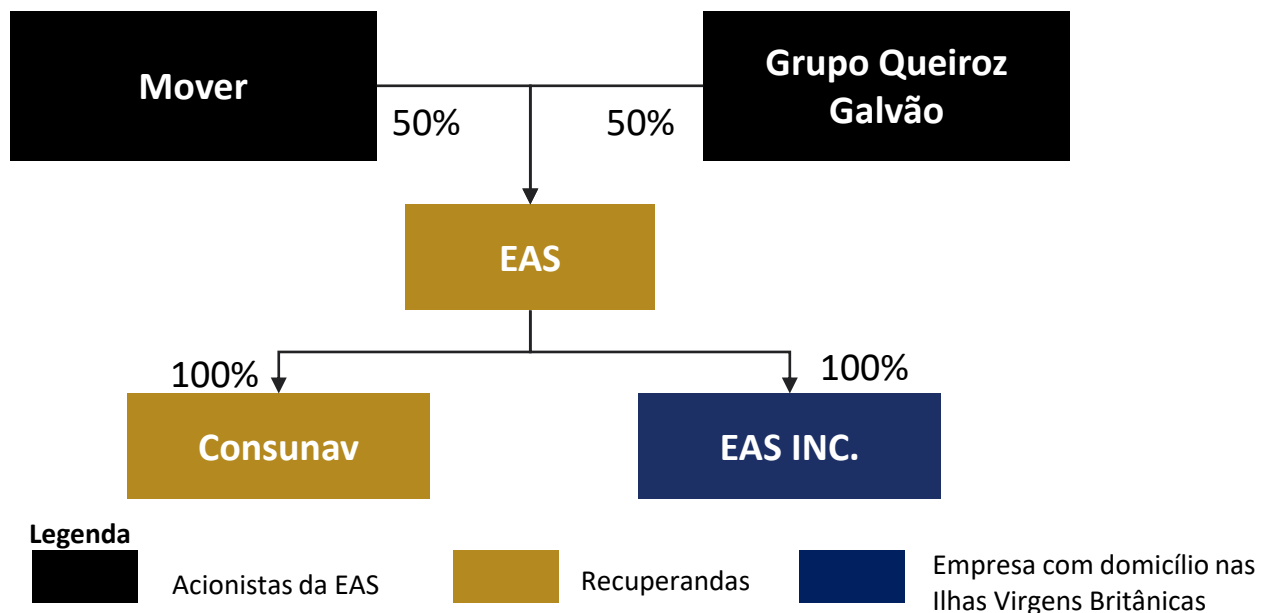 Mover
Grupo Queiroz
Galvão
50%
50%
EAS
100%
100%
Consunav
EAS INC.
Legenda
Acionistas da EAS
Recuperandas
Empresa com domicílio nas
Ilhas Virgens Britânicas